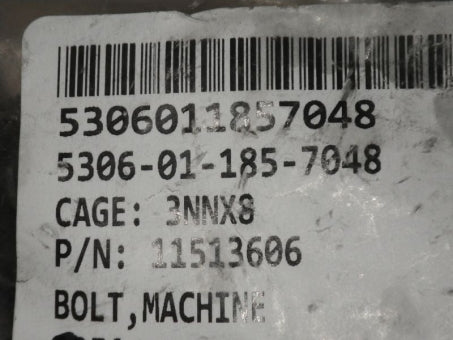 5306011857048
5306-01-185-7048
CAGE: 3NNX8
P/N: 11513606
BOLT,MACHINE